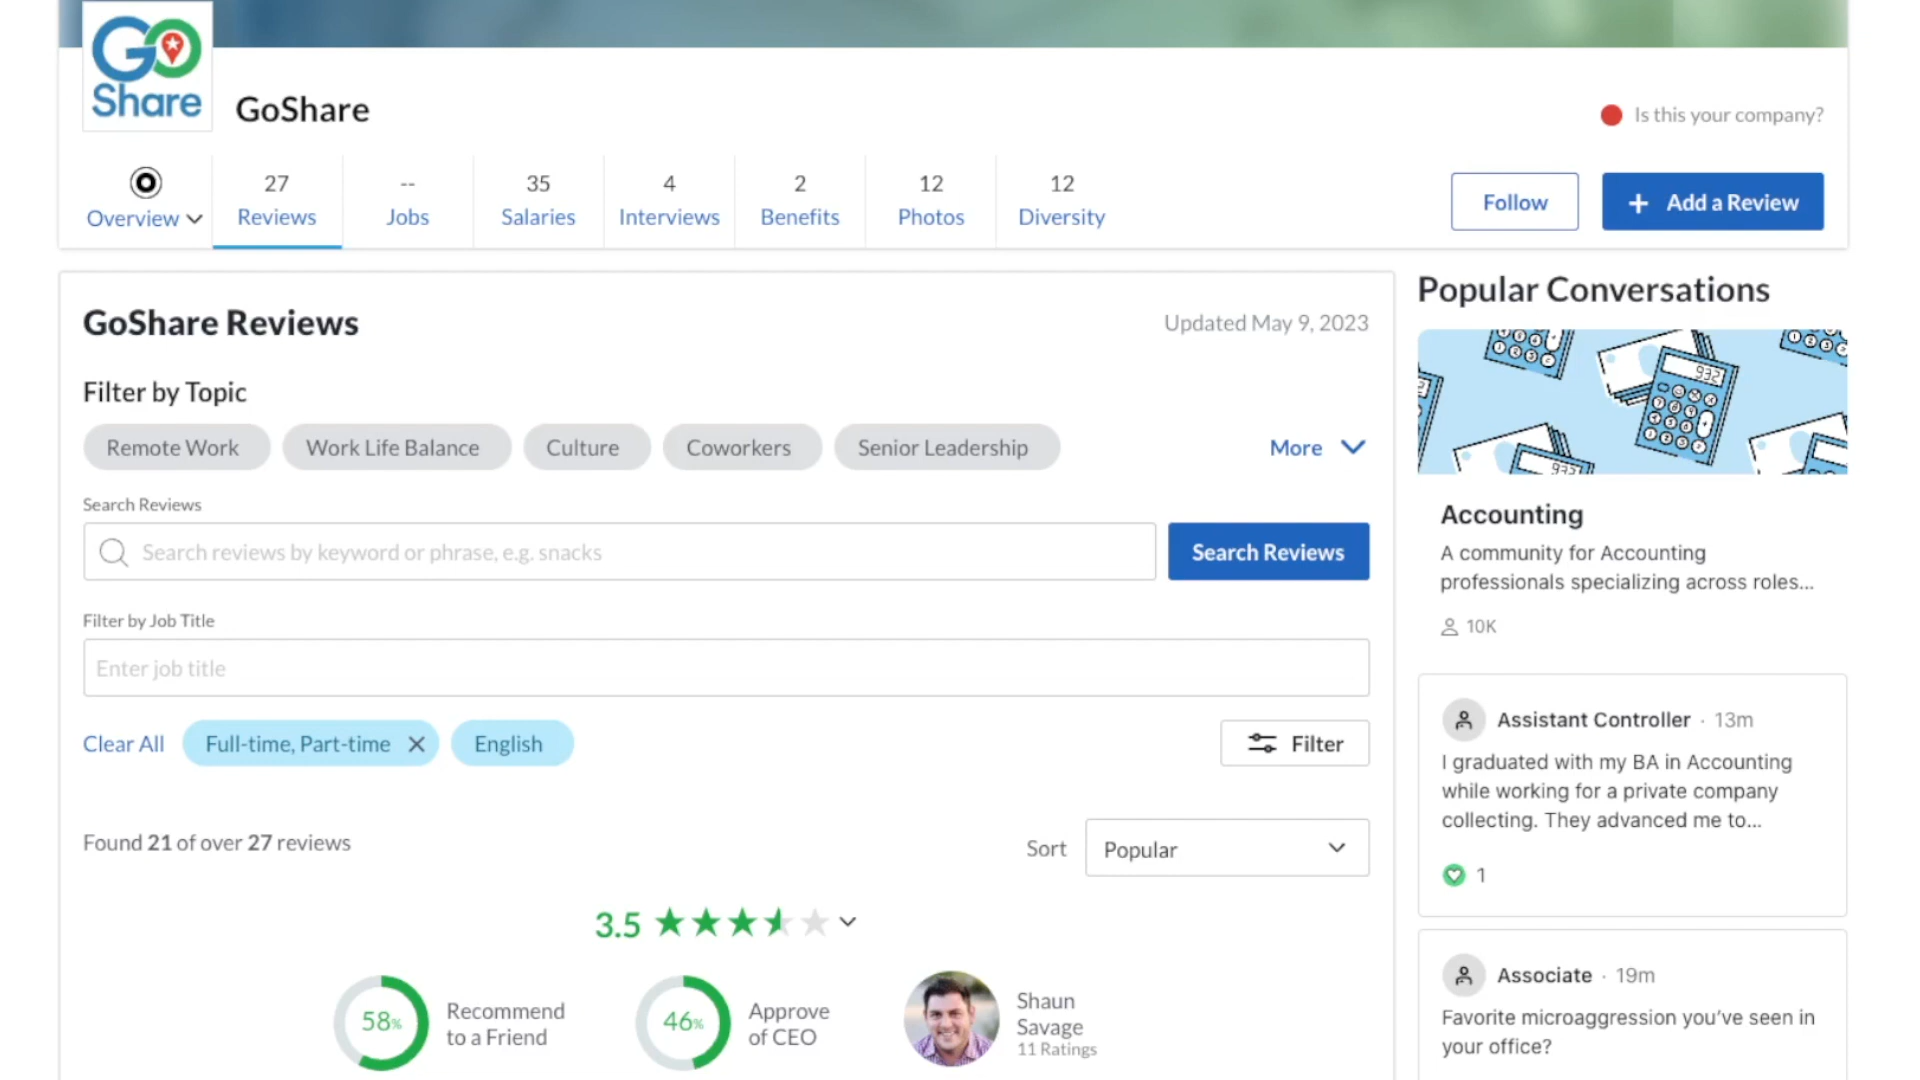 GO
Share
GoShare
Is this your company?
Overview
27
Reviews
--
Jobs
35
Salaries
4
Interviews
2
Benefits
12
Photos
12
Diversity
Follow
+ Add a Review
GoShare Reviews
Updated May 9, 2023
Filter by Topic
Remote Work
Work Life Balance
Culture
Coworkers
Senior Leadership
More
Search Reviews
Search reviews by keyword or phrase, e.g. snacks
Search Reviews
Filter by Job Title
Enter job title
Clear All
Full-time, Part-time
English
Filter
Found 21 of over 27 reviews
Sort
Popular
3.5
58%
Recommend
to a Friend
46%
Approve
of CEO
Shaun
Savage
11 Ratings
Popular Conversations
932
Accounting
A community for Accounting
professionals specializing across roles...
10K
Assistant Controller · 13m
I graduated with my BA in Accounting
while working for a private company
collecting. They advanced me to...
1
Associate · 19m
Favorite microaggression you've seen in
your office?